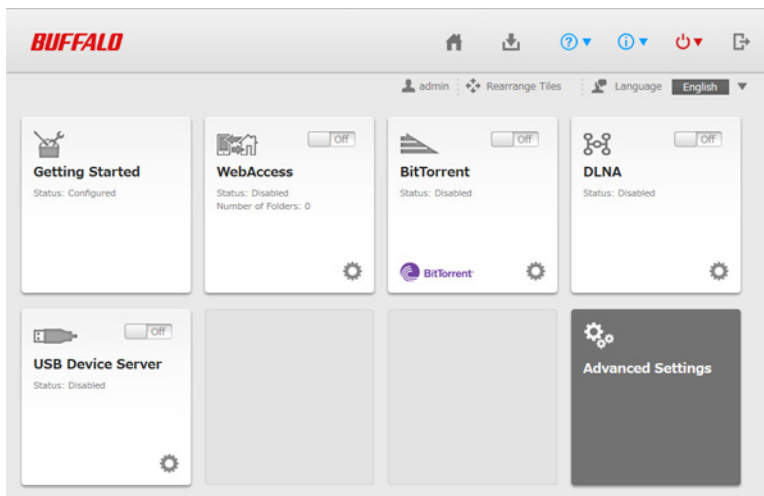 BUFFALO
admin Rearrange Tiles Language English
Off
Getting Started
Status: Configured
Off
WebAccess
Status: Disabled
Number of Folders: 0
Off
BitTorrent
Status: Disabled
BitTorrent
Off
DLNA
Status: Disabled
Off
USB Device Server
Status: Disabled
Advanced Settings